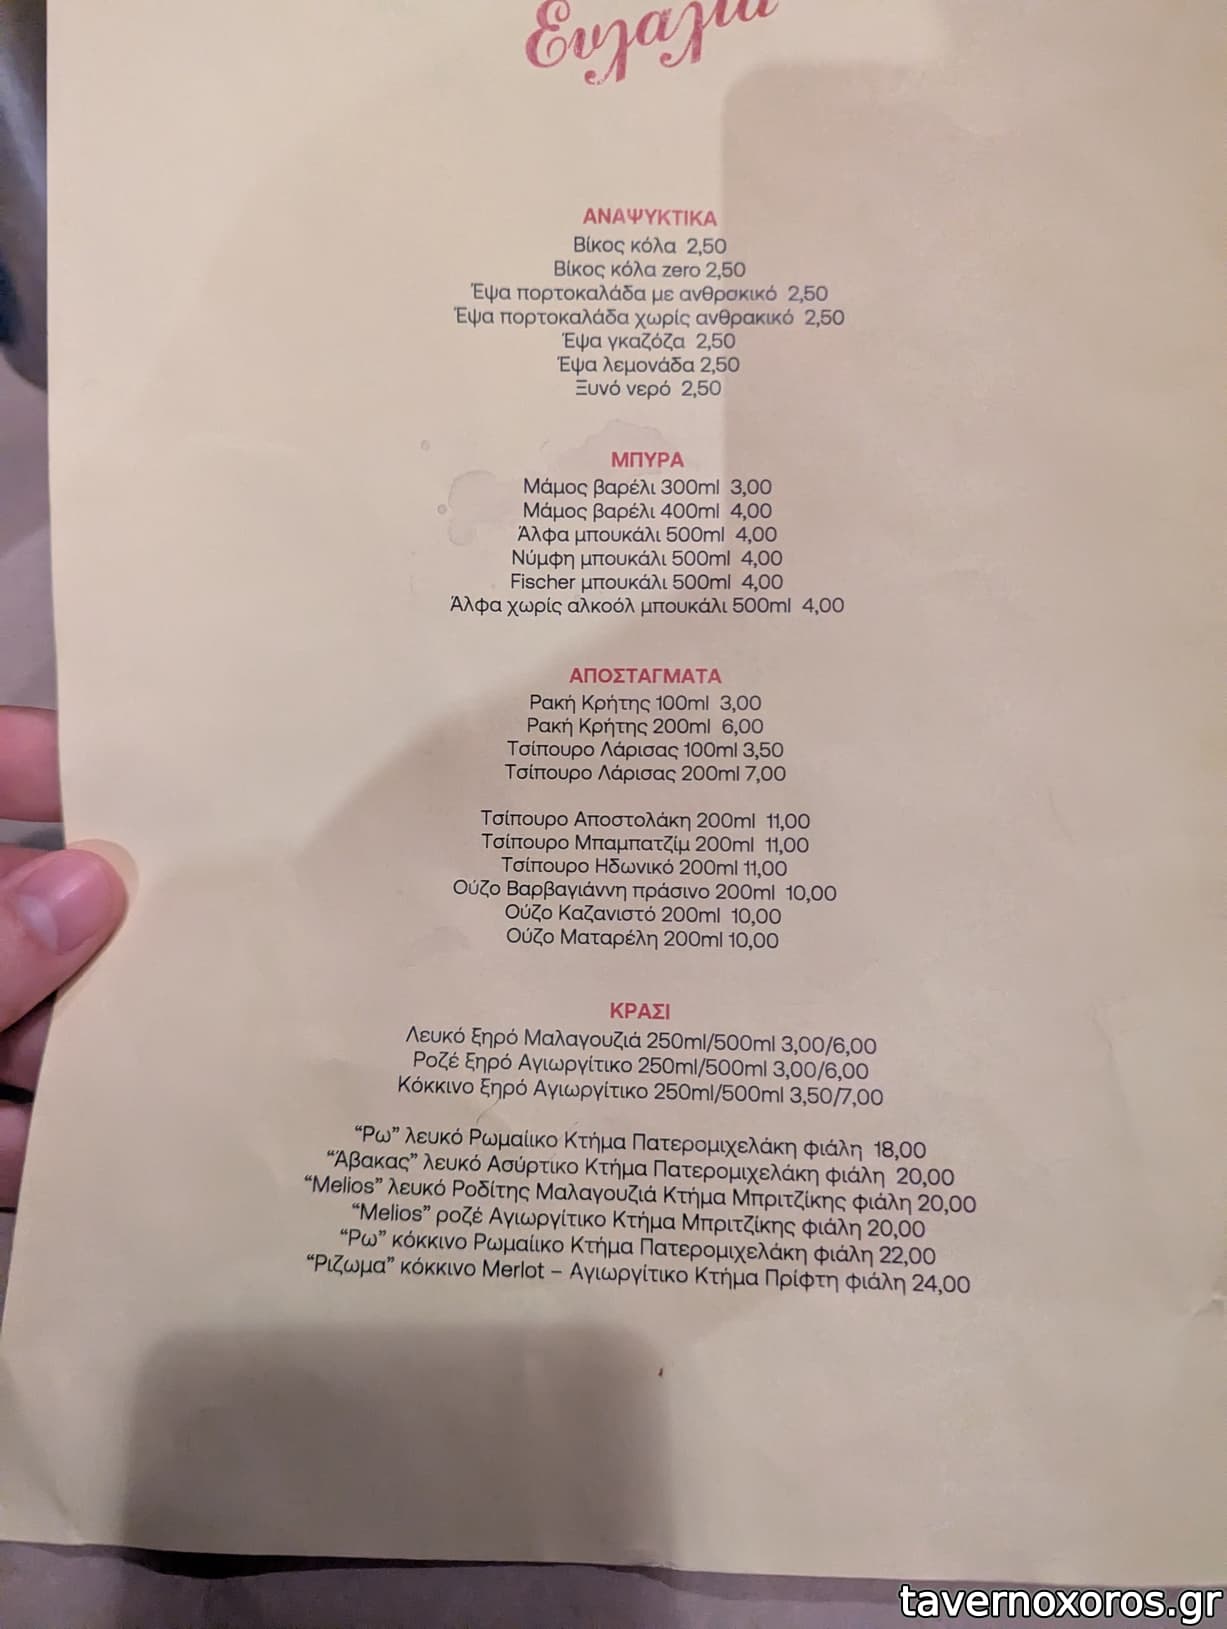 Ευλαλία
ΑΝΑΨΥΚΤΙΚΑ
Βίκος κόλα 2,50
Βίκος κόλα zero 2,50
Έψα πορτοκαλάδα με ανθρακικό 2,50
Έψα πορτοκαλάδα χωρίς ανθρακικό 2,50
Έψα γκαζόζα 2,50
Έψα λεμονάδα 2,50
Ξυνό νερό 2,50
ΜΠΥΡΑ
Μάμος βαρέλι 300ml 3,00
Μάμος βαρέλι 400ml 4,00
Άλφα μπουκάλι 500ml 4,00
Νύμφη μπουκάλι 500ml 4,00
Fischer μπουκάλι 500ml 4,00
Άλφα χωρίς αλκοόλ μπουκάλι 500ml 4,00
ΑΠΟΣΤΑΓΜΑΤΑ
Ρακή Κρήτης 100ml 3,00
Ρακή Κρήτης 200ml 6,00
Τσίπουρο Λάρισας 100ml 3,50
Τσίπουρο Λάρισας 200ml 7,00
Τσίπουρο Αποστολάκη 200ml 11,00
Τσίπουρο Μπαμπατζίμ 200ml 11,00
Τσίπουρο Ηδωνικό 200ml 11,00
Ούζο Βαρβαγιάννη πράσινο 200ml 10,00
Ούζο Καζανιστό 200ml 10,00
Ούζο Ματαρέλη 200ml 10,00
ΚΡΑΣΙ
Λευκό ξηρό Μαλαγουζιά 250ml/500ml 3,00/6,00
Ροζέ ξηρό Αγιωργίτικο 250ml/500ml 3,00/6,00
Κόκκινο ξηρό Αγιωργίτικο 250ml/500ml 3,50/7,00
“Ρω” λευκό Ρωμαίικο Κτήμα Πατερομιχελάκη φιάλη 18,00
“Άβακας” λευκό Ασύρτικο Κτήμα Πατερομιχελάκη φιάλη 20,00
“Melios” λευκό Ροδίτης Μαλαγουζιά Κτήμα Μπριτζίκης φιάλη 20,00
“Melios” ροζέ Αγιωργίτικο Κτήμα Μπριτζίκης φιάλη 20,00
“Ρω” κόκκινο Ρωμαίικο Κτήμα Πατερομιχελάκη φιάλη 22,00
“Ριζωμα” κόκκινο Merlot – Αγιωργίτικο Κτήμα Πρίφτη φιάλη 24,00
tavernoxoros.gr